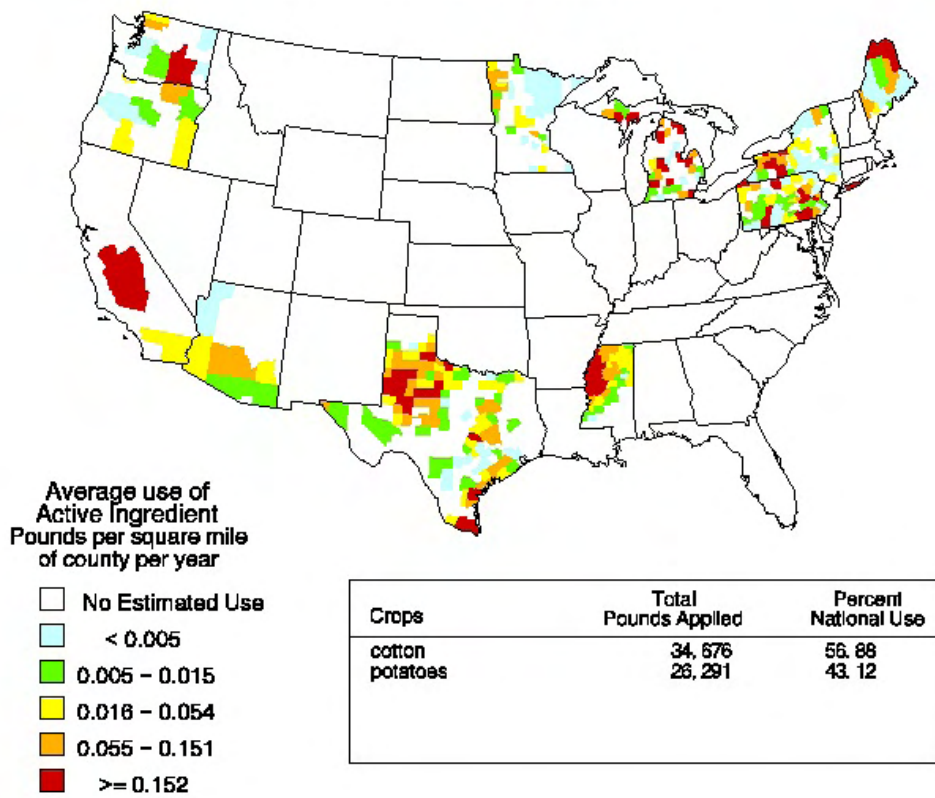 Average use of
Active Ingredient
Pounds per square mile
of county per year
No Estimated Use
< 0.005
0.005 - 0.015
0.016 - 0.054
0.055 - 0.151
>= 0.152
Crops Total Pounds Applied Percent National Use
cotton 34,676 56.88
potatoes 26,291 43.12